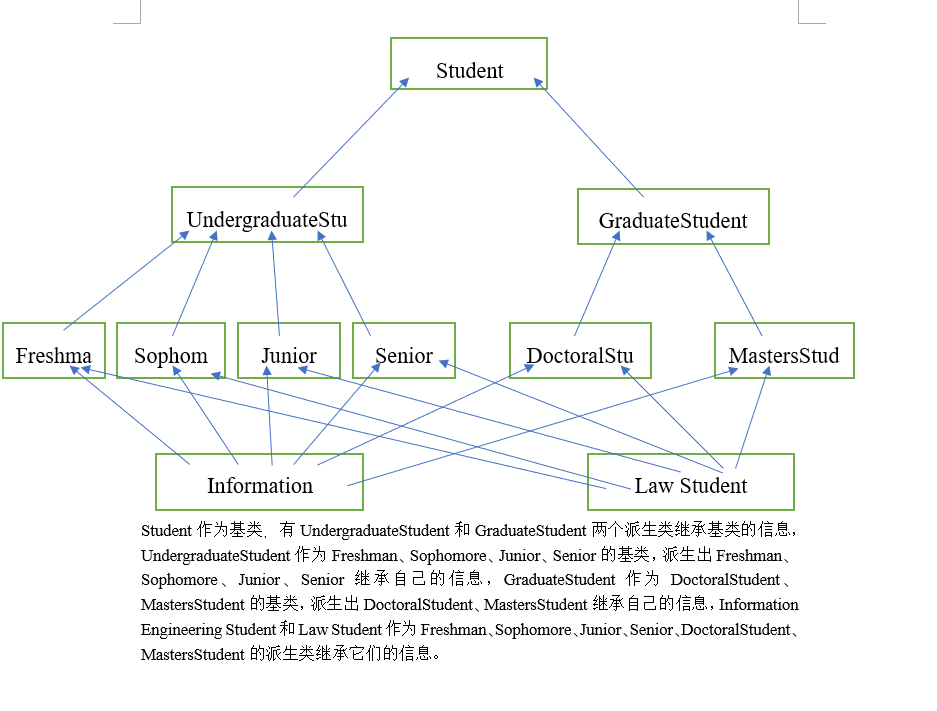 Student
UndergraduateStu
GraduateStudent
Freshma
Sophom
Junior
Senior
DoctoralStu
MastersStud
Information
Law Student
Student 作为基类，有 UndergraduateStudent 和 GraduateStudent 两个派生类继承基类的信息，
UndergraduateStudent 作为 Freshman、Sophomore、Junior、Senior 的基类，派生出 Freshman、
Sophomore、Junior、Senior 继承自己的信息，GraduateStudent 作为 DoctoralStudent、
MastersStudent 的基类，派生出 DoctoralStudent、MastersStudent 继承自己的信息，Information
Engineering Student 和 Law Student 作为 Freshman、Sophomore、Junior、Senior、DoctoralStudent、
MastersStudent 的派生类继承它们的信息。